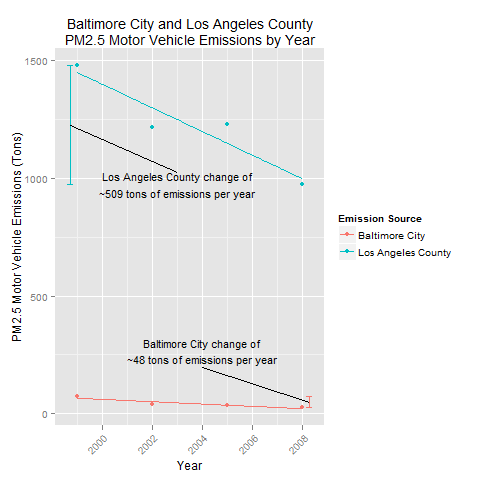 Baltimore City and Los Angeles County
PM2.5 Motor Vehicle Emissions by Year
PM2.5 Motor Vehicle Emissions (Tons)
1500
1000
500
0
Los Angeles County change of
~509 tons of emissions per year
Baltimore City change of
~48 tons of emissions per year
2000
2002
2004
2006
2008
Year
Emission Source
Baltimore City
Los Angeles County